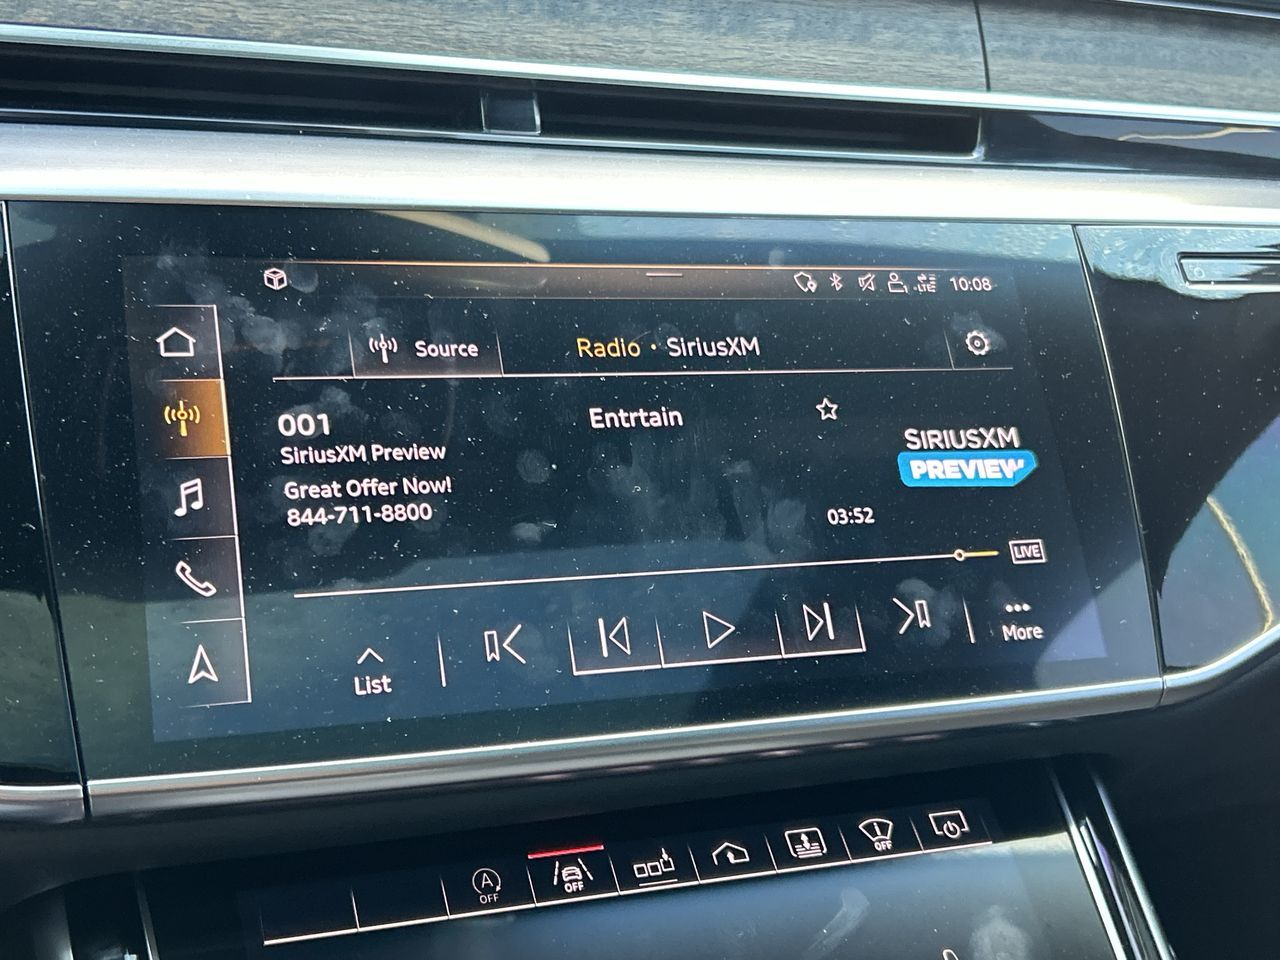 LTE 10:08
Source
Radio · SiriusXM
001
Entrtain
SiriusXM Preview
SIRIUSXM
PREVIEW
Great Offer Now!
844-711-8800
03:52
LIVE
List
More
A
OFF
OFF
OFF